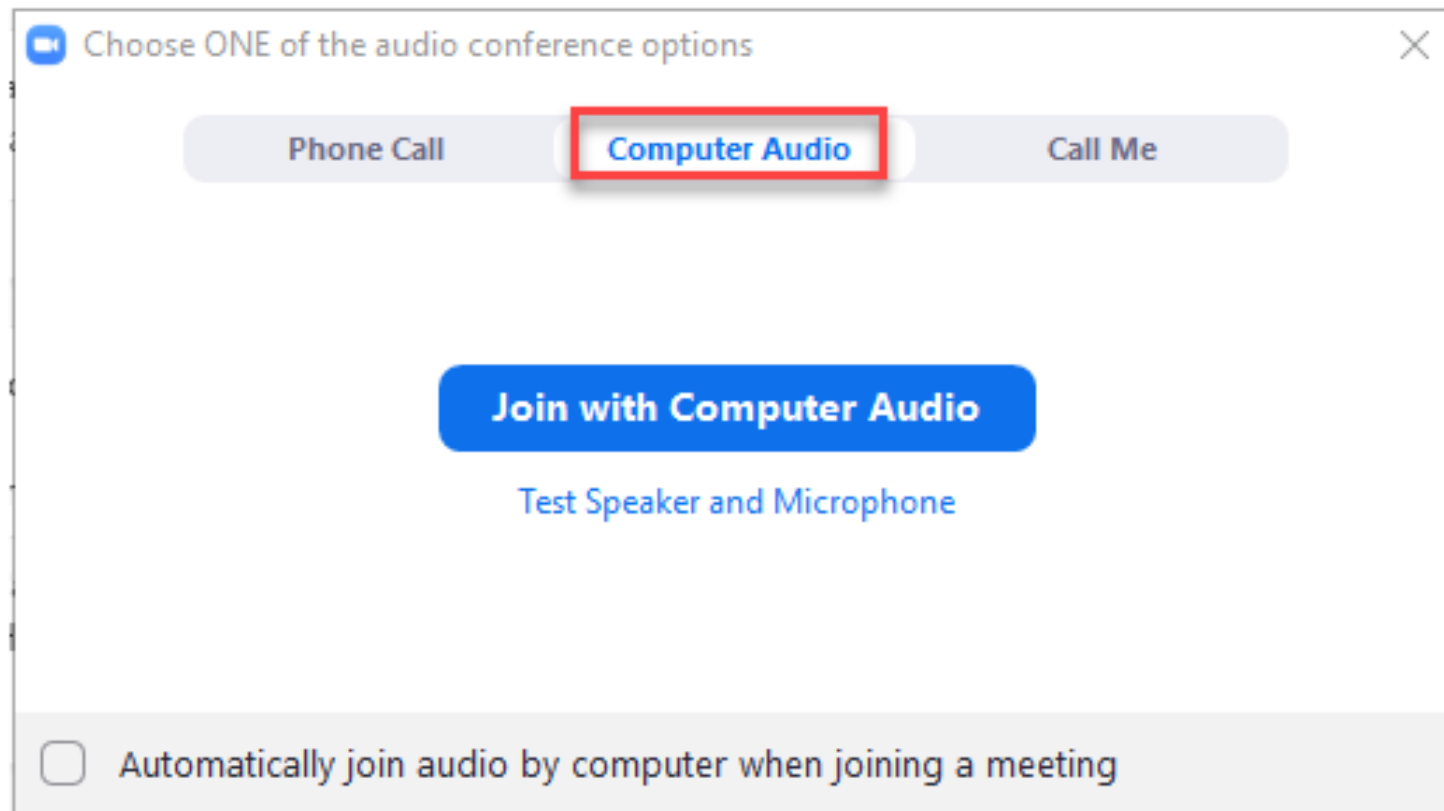 Choose ONE of the audio conference options
Phone Call Computer Audio Call Me
Join with Computer Audio
Test Speaker and Microphone
Automatically join audio by computer when joining a meeting